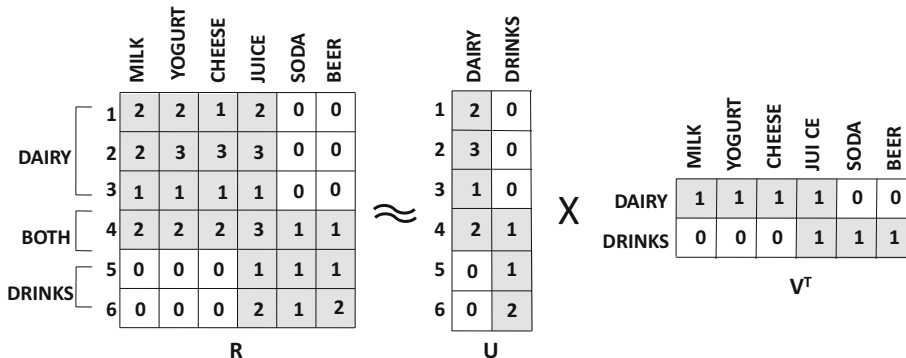 MILK YOGURT CHEESE JUICE SODA BEER
DAIRY DRINKS
MILK YOGURT CHEESE JUI CE SODA BEER
DAIRY
BOTH
DRINKS
1 2 2 1 2 0 0
2 2 3 3 3 0 0
3 1 1 1 1 0 0
4 2 2 2 3 1 1
5 0 0 0 1 1 1
6 0 0 0 2 1 2
R
≈
1 2 0
2 3 0
3 1 0
4 2 1
5 0 1
6 0 2
U
X
DAIRY 1 1 1 1 0 0
DRINKS 0 0 0 1 1 1
Vᵀ